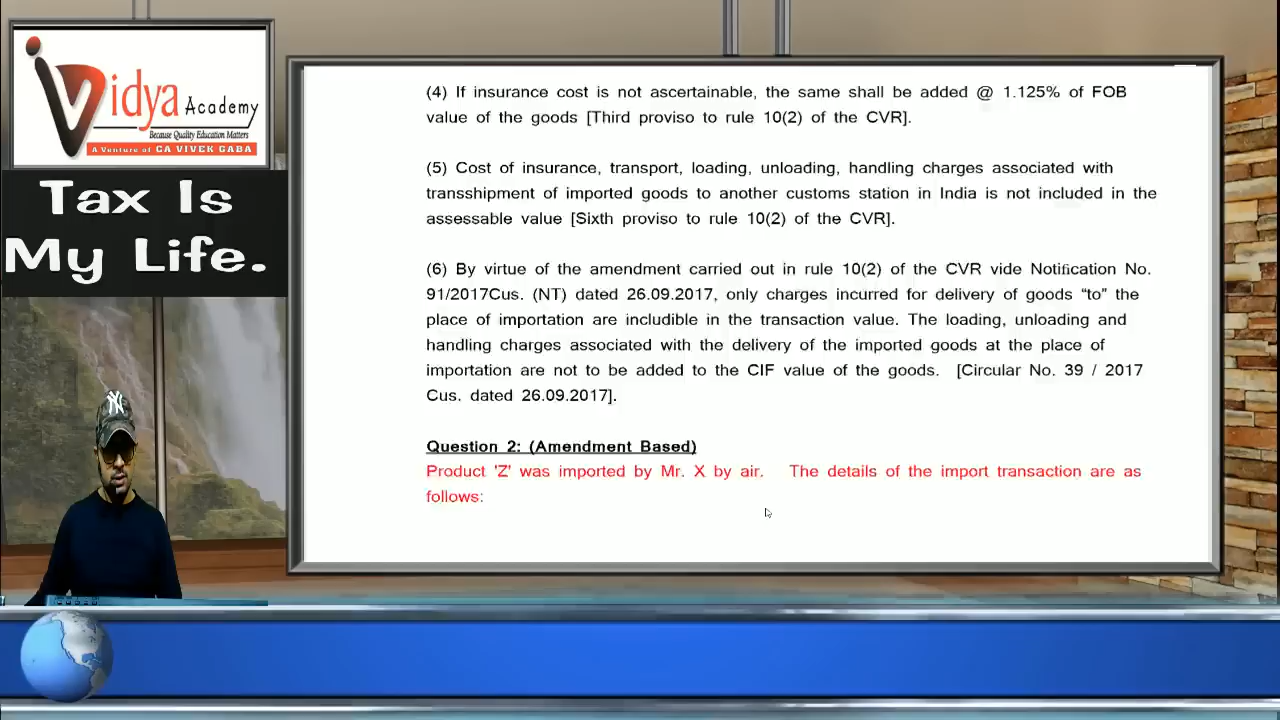 iVidya Academy
Because Quality Education Matters
A Venture of CA VIVEK GABA
Tax Is
My Life.
(4) If insurance cost is not ascertainable, the same shall be added @ 1.125% of FOB
value of the goods [Third proviso to rule 10(2) of the CVR].
(5) Cost of insurance, transport, loading, unloading, handling charges associated with
transshipment of imported goods to another customs station in India is not included in the
assessable value [Sixth proviso to rule 10(2) of the CVR].
(6) By virtue of the amendment carried out in rule 10(2) of the CVR vide Notification No.
91/2017Cus. (NT) dated 26.09.2017, only charges incurred for delivery of goods “to” the
place of importation are includible in the transaction value. The loading, unloading and
handling charges associated with the delivery of the imported goods at the place of
importation are not to be added to the CIF value of the goods. [Circular No. 39 / 2017
Cus. dated 26.09.2017].
Question 2: (Amendment Based)
Product 'Z' was imported by Mr. X by air. The details of the import transaction are as
follows:
NY